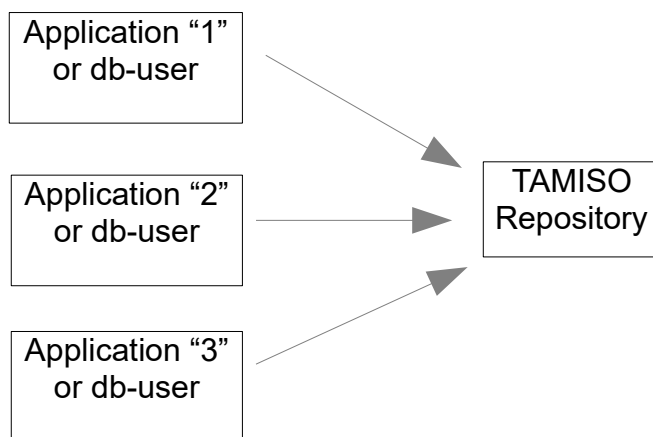 Application “1”
or db-user
Application “2”
or db-user
TAMISO
Repository
Application “3”
or db-user